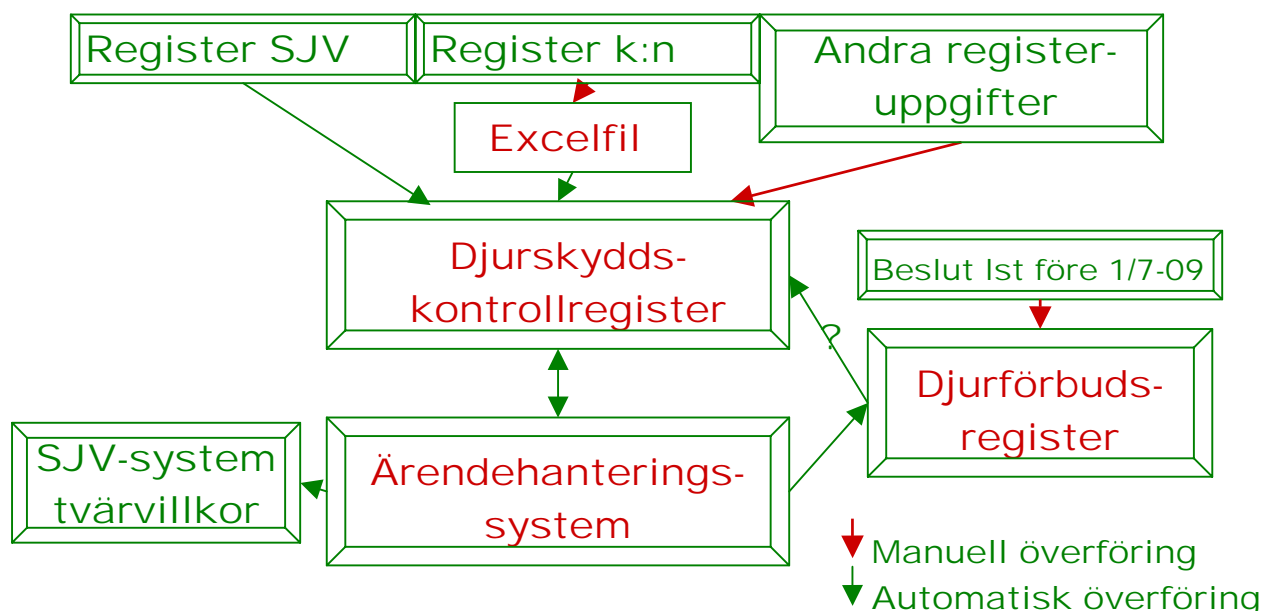 Register SJV
Register k:n
Andra register-
uppgifter
Excelfil
Djurskydds-
kontrollregister
Beslut lst före 1/7-09
?
Djurförbuds-
register
SJV-system
tvärvillkor
Ärendehanterings-
system
Manuell överföring
Automatisk överföring